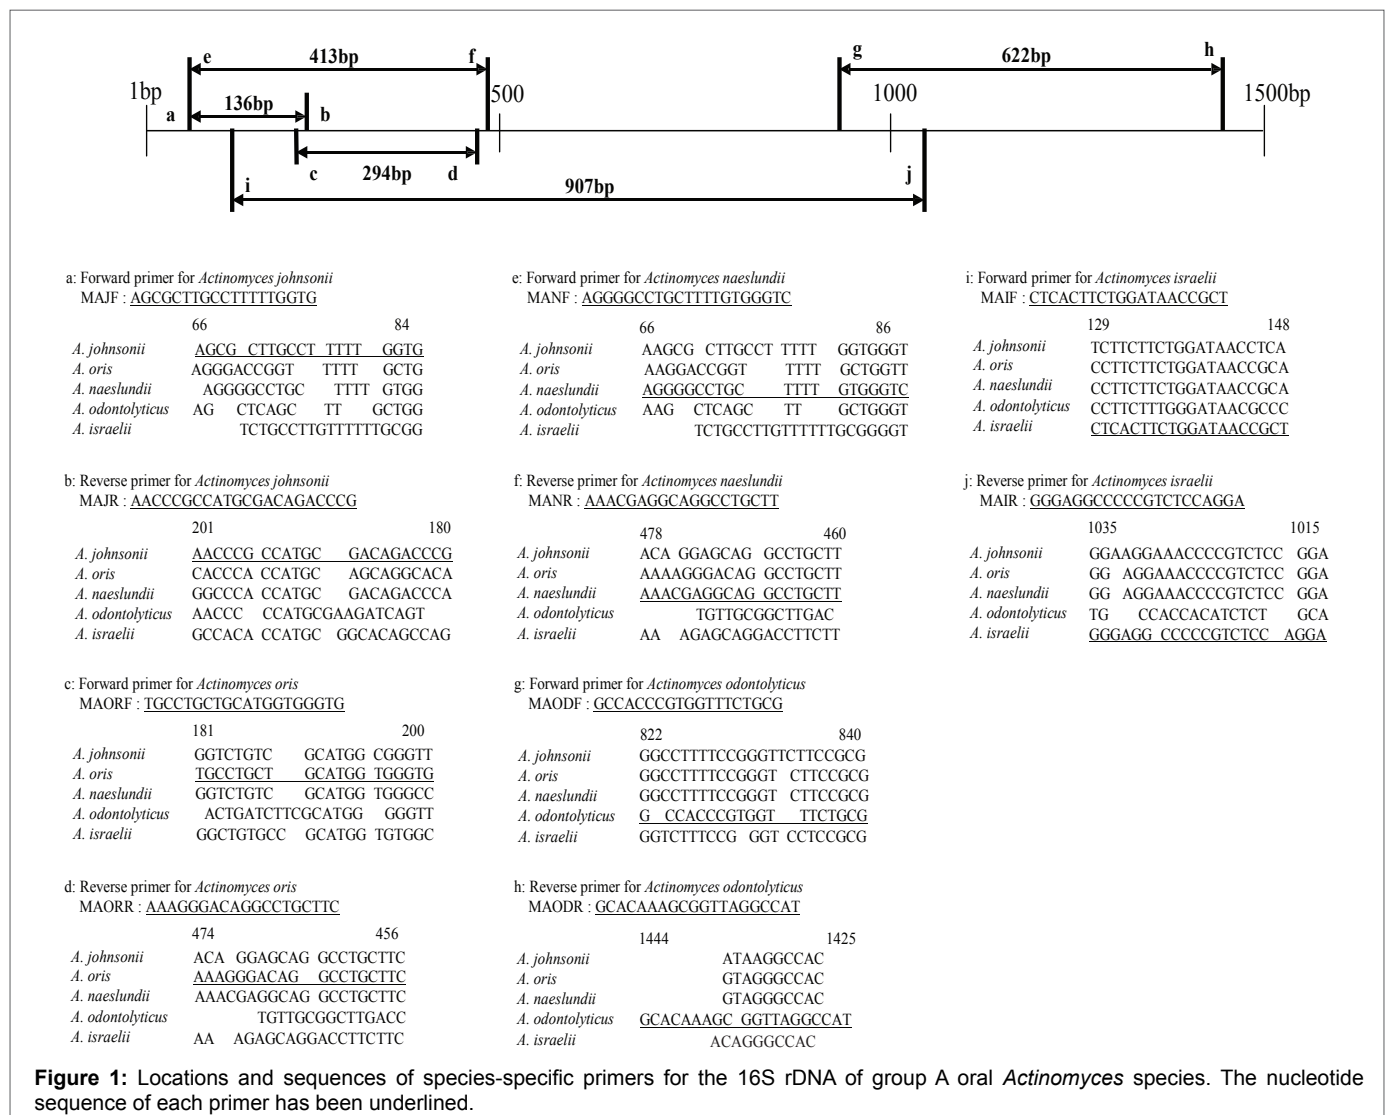 e 413bp f g 622bp h
1bp 500 1000 1500bp
a 136bp b
c 294bp d
i 907bp j
a: Forward primer for Actinomyces johnsonii
MAJF : AGCGCTTGCCTTTTTGGTG
66 84
A. johnsonii AGCG CTTGCCT TTTT GGTG
A. oris AGGGACCGGT TTTT GCTG
A. naeslundii AGGGGCCTGC TTTT GTGG
A. odontolyticus AG CTCAGC TT GCTGG
A. israelii TCTGCCTTGTTTTTTGCGG
b: Reverse primer for Actinomyces johnsonii
MAJR : AACCCGCCATGCGACAGACCCG
201 180
A. johnsonii AACCCG CCATGC GACAGACCCG
A. oris CACCCA CCATGC AGCAGGCACA
A. naeslundii GGCCCA CCATGC GACAGACCCA
A. odontolyticus AACCC CCATGCGAAGATCAGT
A. israelii GCCACA CCATGC GGCACAGCCAG
c: Forward primer for Actinomyces oris
MAORF : TGCCTGCTGCATGGTGGGTG
181 200
A. johnsonii GGTCTGTC GCATGG CGGGTT
A. oris TGCCTGCT GCATGG TGGGTG
A. naeslundii GGTCTGTC GCATGG TGGGCC
A. odontolyticus ACTGATCTTCGCATGG GGGTT
A. israelii GGCTGTGCC GCATGG TGTGGC
d: Reverse primer for Actinomyces oris
MAORR : AAAGGGACAGGCCTGCTTC
474 456
A. johnsonii ACA GGAGCAG GCCTGCTTC
A. oris AAAGGGACAG GCCTGCTTC
A. naeslundii AAACGAGGCAG GCCTGCTTC
A. odontolyticus TGTTGCGGCTTGACC
A. israelii AA AGAGCAGGACCTTCTTC
e: Forward primer for Actinomyces naeslundii
MANF : AGGGGCCTGCTTTTGTGGGTC
66 86
A. johnsonii AAGCG CTTGCCT TTTT GGTGGGT
A. oris AAGGACCGGT TTTT GCTGGTT
A. naeslundii AGGGGCCTGC TTTT GTGGGTC
A. odontolyticus AAG CTCAGC TT GCTGGGT
A. israelii TCTGCCTTGTTTTTTGCGGGGT
f: Reverse primer for Actinomyces naeslundii
MANR : AAACGAGGCAGGCCTGCTT
478 460
A. johnsonii ACA GGAGCAG GCCTGCTT
A. oris AAAAGGGACAG GCCTGCTT
A. naeslundii AAACGAGGCAG GCCTGCTT
A. odontolyticus TGTTGCGGCTTGAC
A. israelii AA AGAGCAGGACCTTCTT
g: Forward primer for Actinomyces odontolyticus
MAODF : GCCACCCGTGGTTTCTGCG
822 840
A. johnsonii GGCCTTTTCCGGGTTCTTCCGCG
A. oris GGCCTTTTCCGGGT CTTCCGCG
A. naeslundii GGCCTTTTCCGGGT CTTCCGCG
A. odontolyticus G CCACCCGTGGT TTCTGCG
A. israelii GGTCTTTCCG GGT CCTCCGCG
h: Reverse primer for Actinomyces odontolyticus
MAODR : GCACAAAGCGGTTAGGCCAT
1444 1425
A. johnsonii ATAAGGCCAC
A. oris GTAGGGCCAC
A. naeslundii GTAGGGCCAC
A. odontolyticus GCACAAAGC GGTTAGGCCAT
A. israelii ACAGGGCCAC
i: Forward primer for Actinomyces israelii
MAIF : CTCACTTCTGGATAACCGCT
129 148
A. johnsonii TCTTCTTCTGGATAACCTCA
A. oris CCTTCTTCTGGATAACCGCA
A. naeslundii CCTTCTTCTGGATAACCGCA
A. odontolyticus CCTTCTTTGGGATAACGCCC
A. israelii CTCACTTCTGGATAACCGCT
j: Reverse primer for Actinomyces israelii
MAIR : GGGAGGCCCCCGTCTCCAGGA
1035 1015
A. johnsonii GGAAGGAAACCCCGTCTCC GGA
A. oris GG AGGAAACCCCGTCTCC GGA
A. naeslundii GG AGGAAACCCCGTCTCC GGA
A. odontolyticus TG CCACCACATCTCT GCA
A. israelii GGGAGG CCCCCGTCTCC AGGA
Figure 1: Locations and sequences of species-specific primers for the 16S rDNA of group A oral Actinomyces species. The nucleotide
sequence of each primer has been underlined.